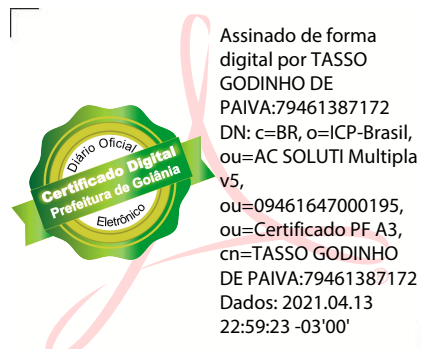 Diário Oficial
Certificado Digital
Prefeitura de Goiânia
Eletrônico
Assinado de forma
digital por TASSO
GODINHO DE
PAIVA:79461387172
DN: c=BR, o=ICP-Brasil,
ou=AC SOLUTI Multipla
v5,
ou=09461647000195,
ou=Certificado PF A3,
cn=TASSO GODINHO
DE PAIVA:79461387172
Dados: 2021.04.13
22:59:23 -03'00'